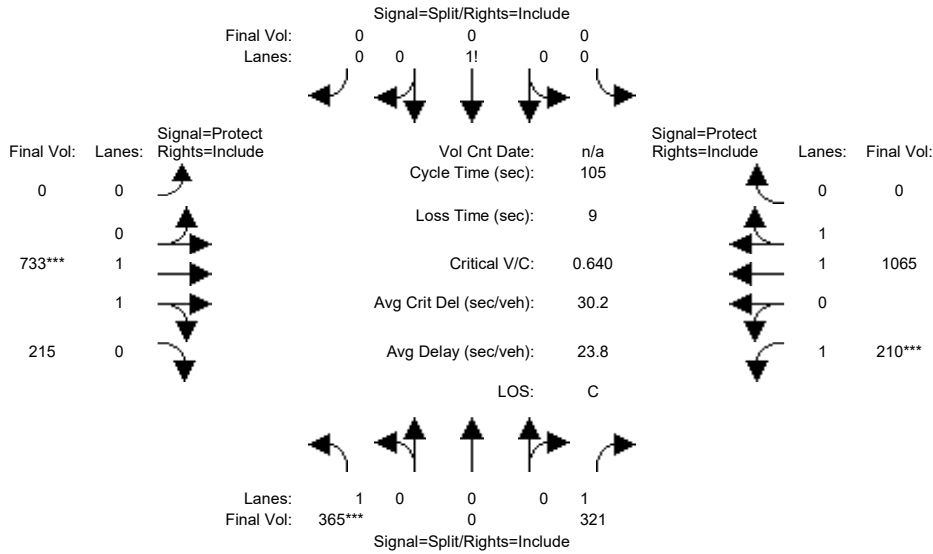 Signal=Split/Rights=Include
Final Vol: 0 0 0
Lanes: 0 0 1! 0 0
Signal=Protect Signal=Protect
Final Vol: Lanes: Rights=Include Vol Cnt Date: n/a Rights=Include Lanes: Final Vol:
Cycle Time (sec): 105
0 0 0 0
Loss Time (sec): 9
0 1
733*** 1 Critical V/C: 0.640 1 1065
1 Avg Crit Del (sec/veh): 30.2 0
215 0 Avg Delay (sec/veh): 23.8 1 210***
LOS: C
Lanes: 1 0 0 0 1
Final Vol: 365*** 0 321
Signal=Split/Rights=Include